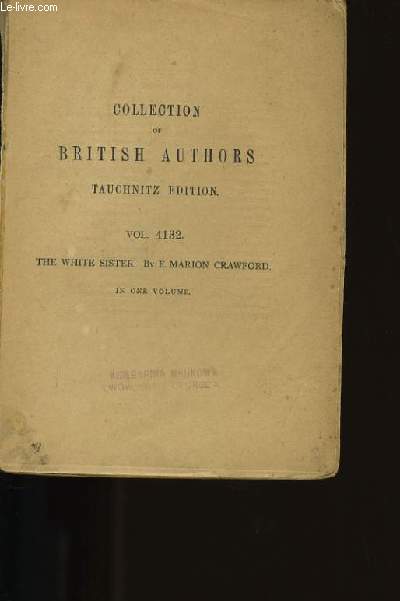 Le-livre.com
COLLECTION
OF
BRITISH AUTHORS
TAUCHNITZ EDITION.
VOL. 4132.
THE WHITE SISTER. BY F. MARION CRAWFORD.
IN ONE VOLUME.